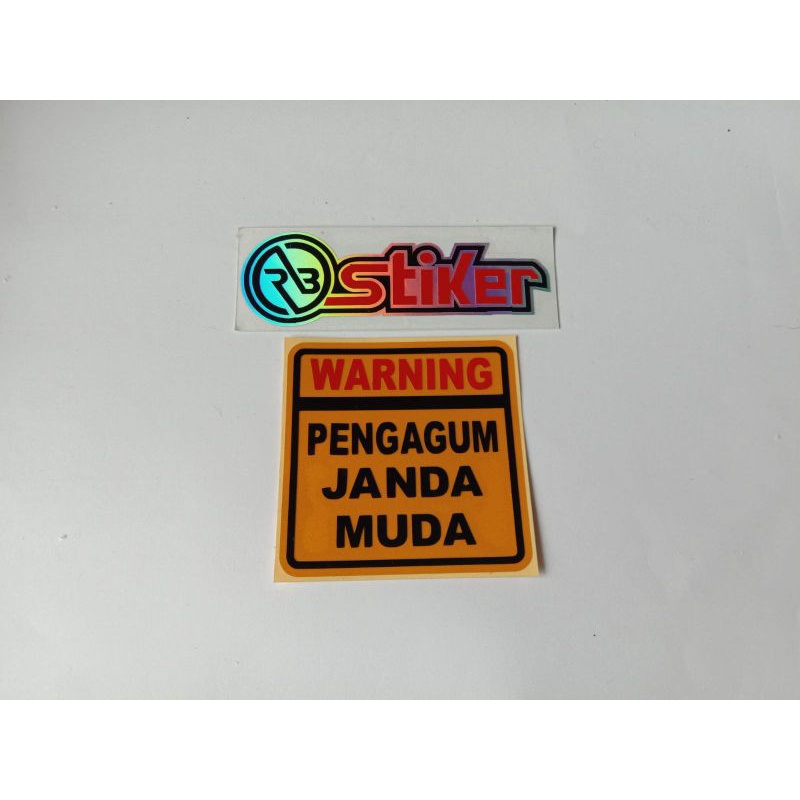 RB stiker
WARNING
PENGAGUM
JANDA
MUDA